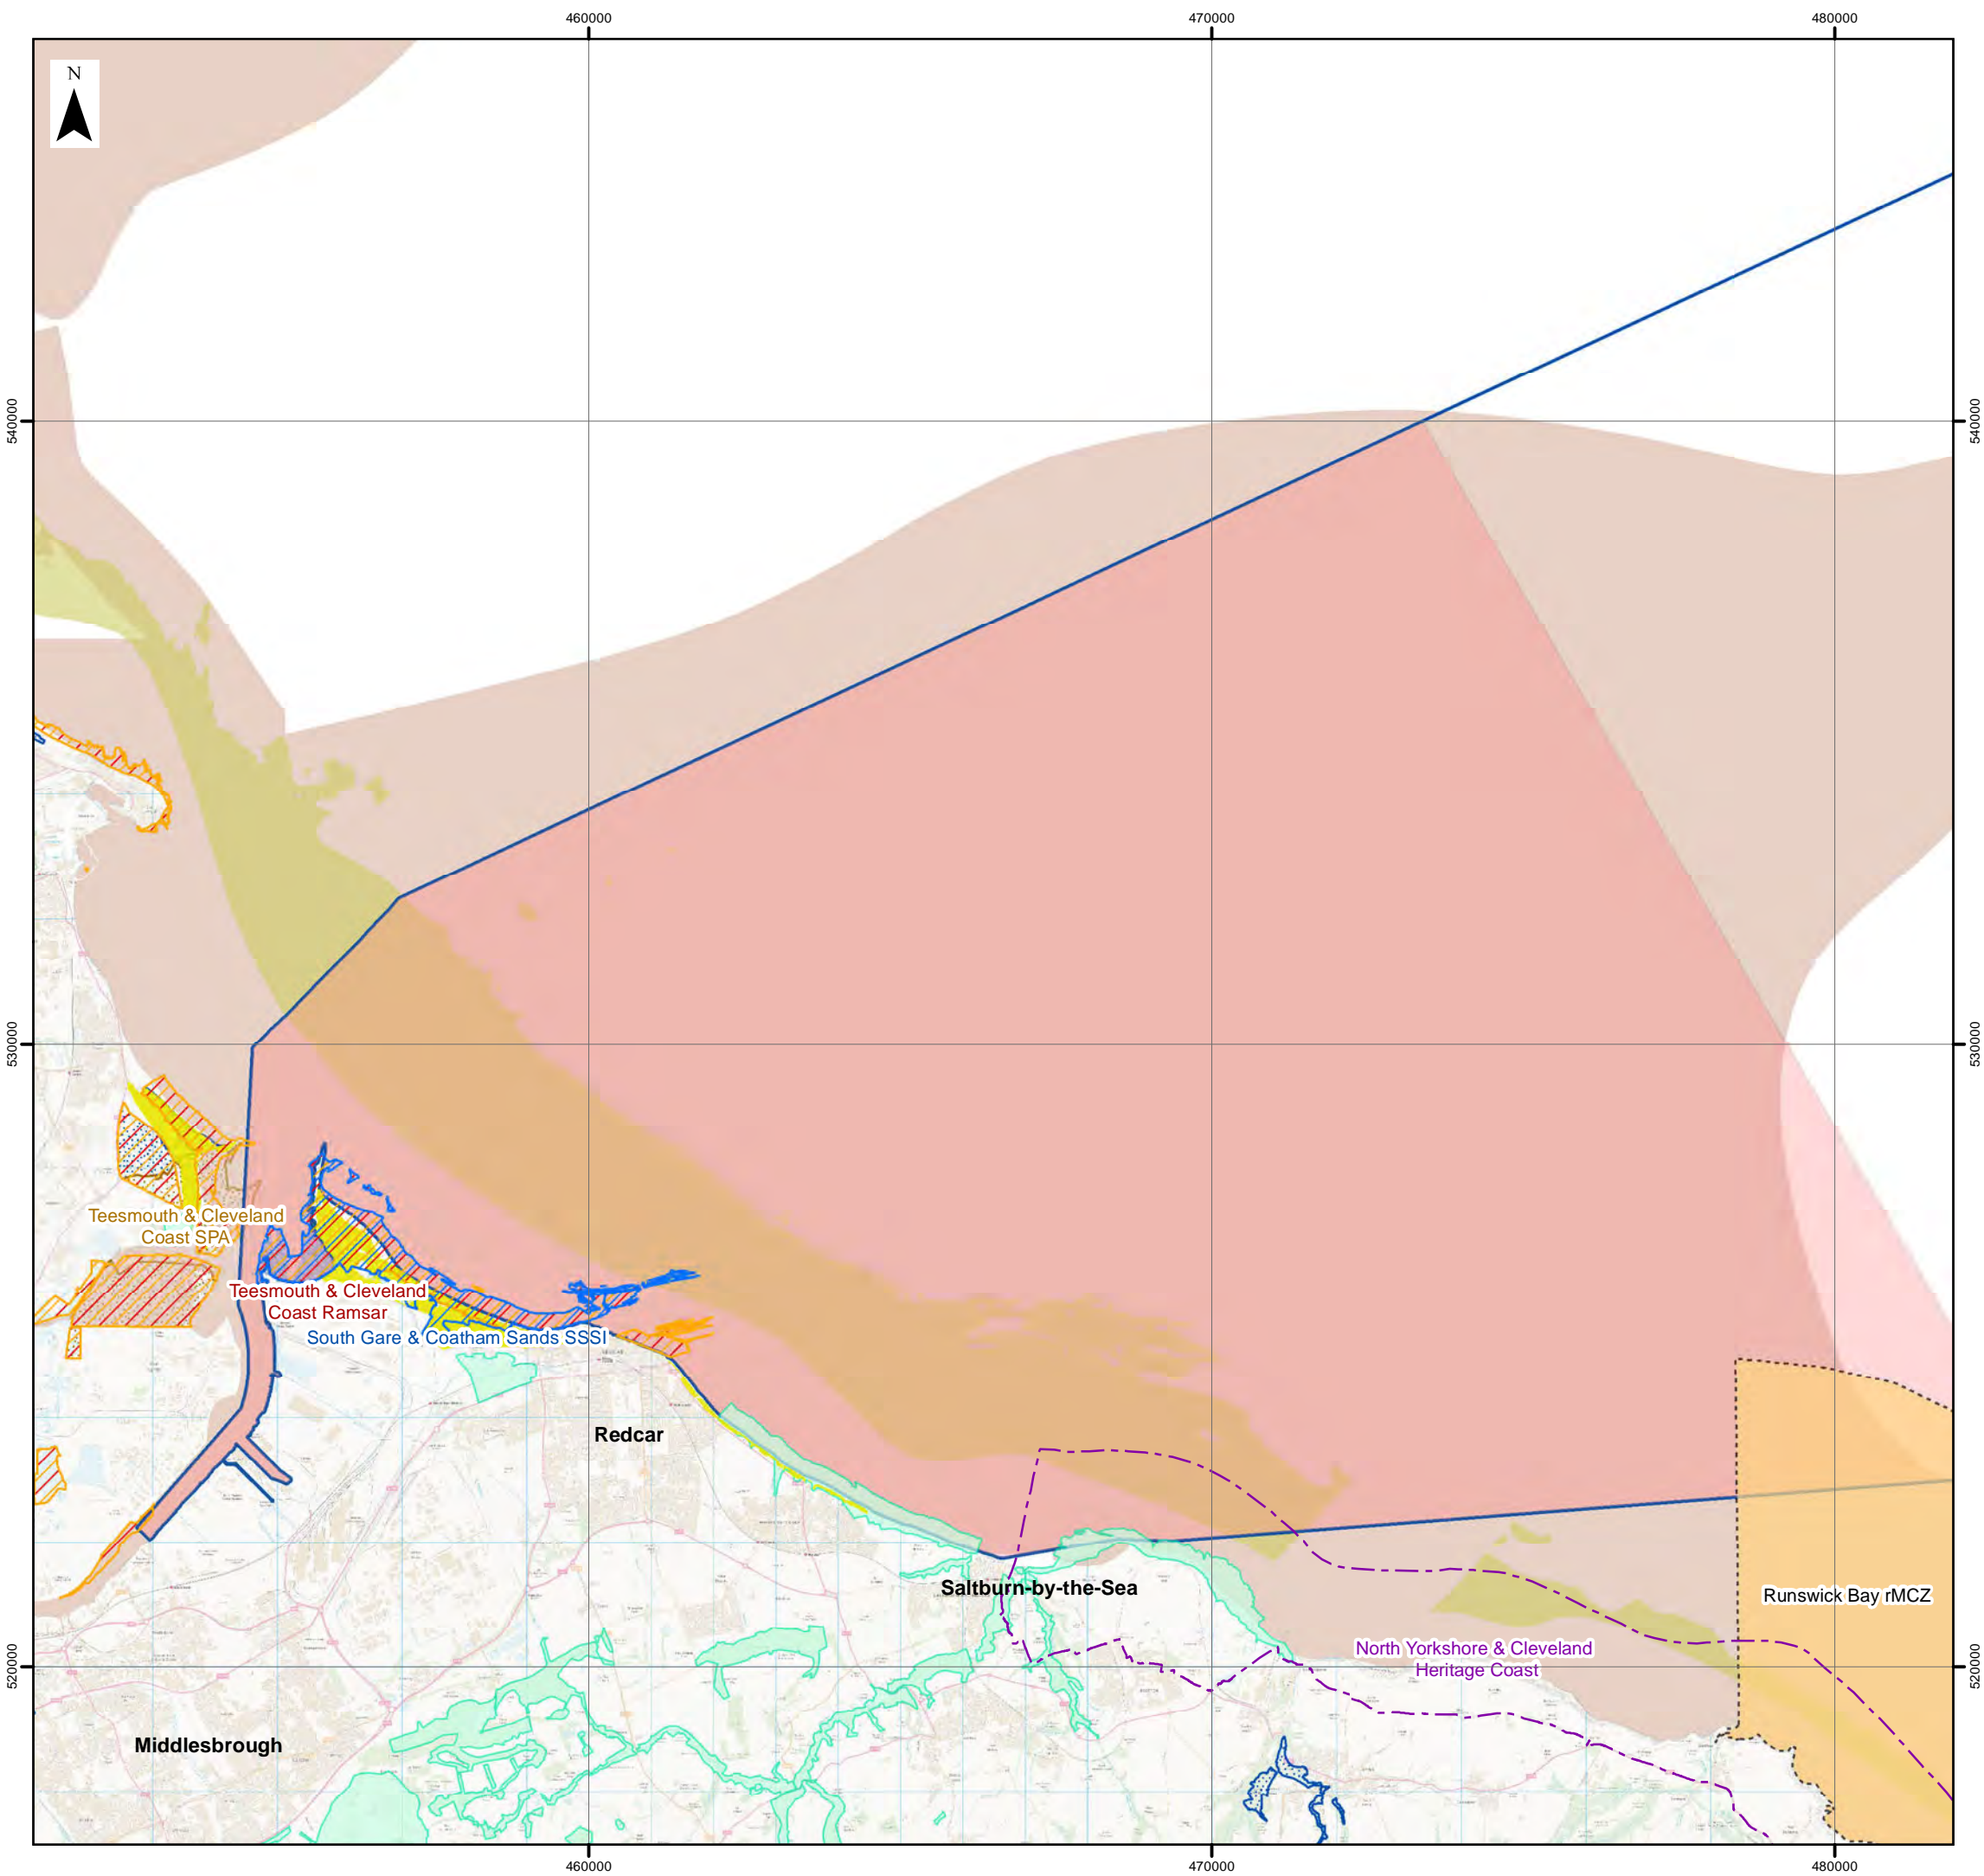 460000
470000
480000
N
540000
540000
530000
530000
Teesmouth & Cleveland
Coast SPA
Teesmouth & Cleveland
Coast Ramsar
South Gare & Coatham Sands SSSI
Redcar
Saltburn-by-the-Sea
Runswick Bay rMCZ
North Yorkshore & Cleveland
Heritage Coast
520000
520000
Middlesbrough
460000
470000
480000